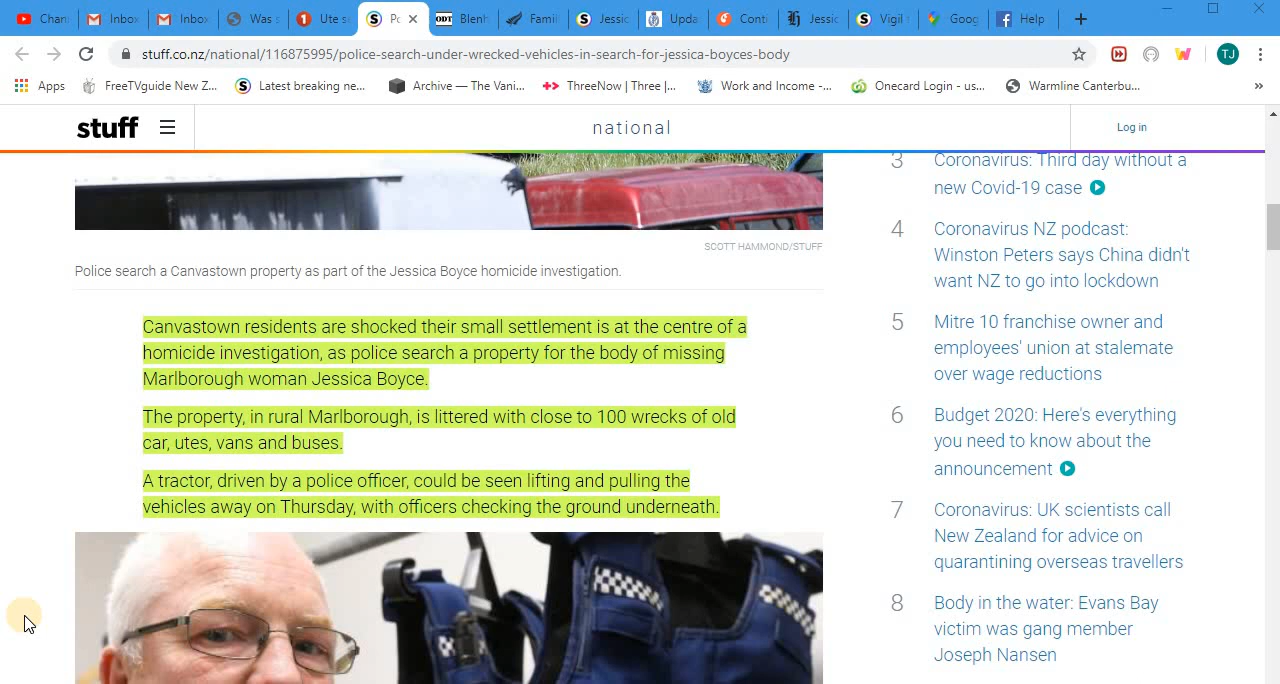 Chan
Inbox
Inbox
Was s
Ute se
Po
Blenh
Famil
Jessic
Upda
Conti
Jessic
Vigil
Goog
Help
stuff.co.nz/national/116875995/police-search-under-wrecked-vehicles-in-search-for-jessica-boyces-body
TJ
Apps
FreeTVguide New Z...
Latest breaking ne...
Archive — The Vani...
ThreeNow | Three |...
Work and Income -...
Onecard Login - us...
Warmline Canterbu...
stuff
national
Log in
SCOTT HAMMOND/STUFF
Police search a Canvastown property as part of the Jessica Boyce homicide investigation.
Canvastown residents are shocked their small settlement is at the centre of a
homicide investigation, as police search a property for the body of missing
Marlborough woman Jessica Boyce.
The property, in rural Marlborough, is littered with close to 100 wrecks of old
car, utes, vans and buses.
A tractor, driven by a police officer, could be seen lifting and pulling the
vehicles away on Thursday, with officers checking the ground underneath.
3 Coronavirus: Third day without a
new Covid-19 case
4 Coronavirus NZ podcast:
Winston Peters says China didn't
want NZ to go into lockdown
5 Mitre 10 franchise owner and
employees' union at stalemate
over wage reductions
6 Budget 2020: Here's everything
you need to know about the
announcement
7 Coronavirus: UK scientists call
New Zealand for advice on
quarantining overseas travellers
8 Body in the water: Evans Bay
victim was gang member
Joseph Nansen